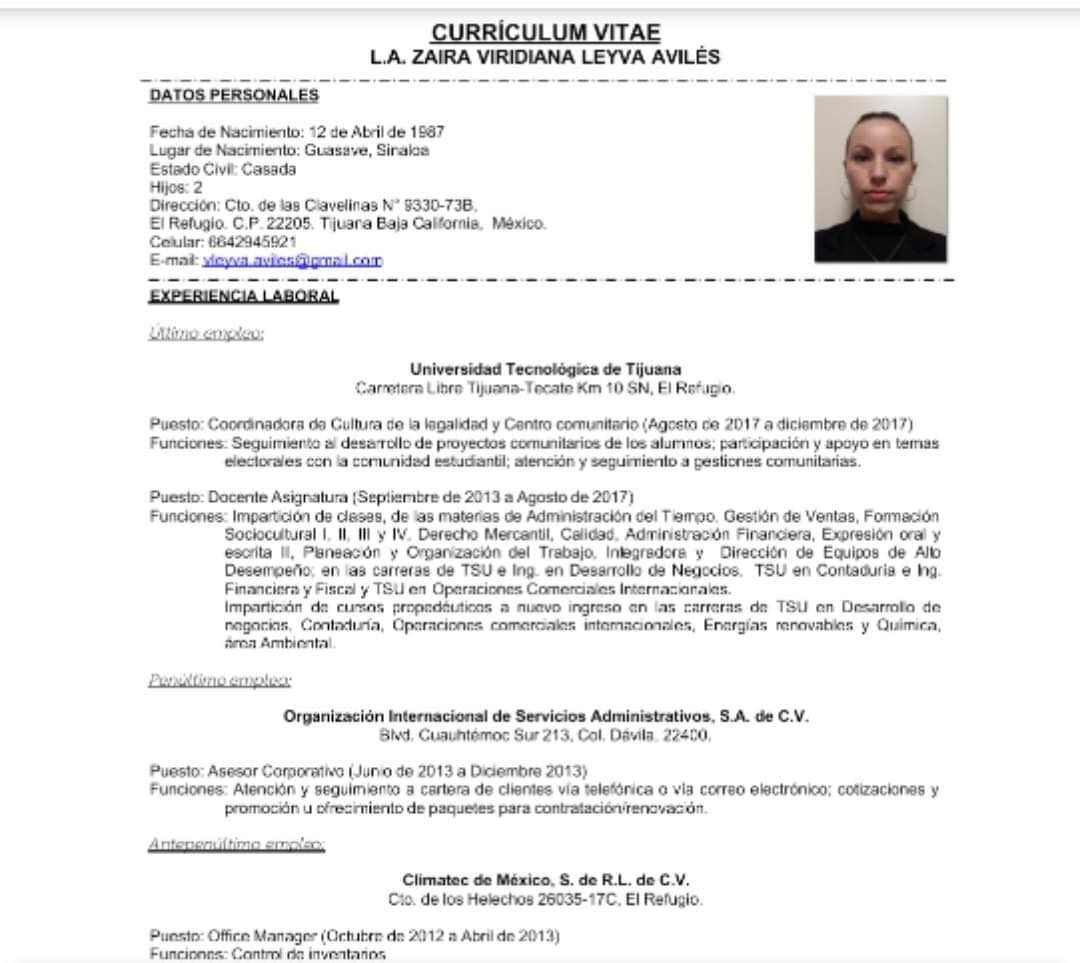 CURRÍCULUM VITAE
L.A. ZAIRA VIRIDIANA LEYVA AVILÉS
DATOS PERSONALES
Fecha de Nacimiento: 12 de Abril de 1987
Lugar de Nacimiento: Guasave, Sinaloa
Estado Civil: Casada
Hijos: 2
Dirección: Cto. de las Clavelinas N° 9330-73B,
El Refugio. C.P. 22205. Tijuana Baja California, México.
Celular: 6642945921
E-mail: vleyva.aviles@gmail.com
EXPERIENCIA LABORAL
Último empleo:
Universidad Tecnológica de Tijuana
Carretera Libre Tijuana-Tecate Km 10 SN, El Refugio.
Puesto: Coordinadora de Cultura de la legalidad y Centro comunitario (Agosto de 2017 a diciembre de 2017)
Funciones: Seguimiento al desarrollo de proyectos comunitarios de los alumnos; participación y apoyo en temas
electorales con la comunidad estudiantil; atención y seguimiento a gestiones comunitarias.
Puesto: Docente Asignatura (Septiembre de 2013 a Agosto de 2017)
Funciones: Impartición de clases, de las materias de Administración del Tiempo, Gestión de Ventas, Formación
Sociocultural I, II, III y IV, Derecho Mercantil, Calidad, Administración Financiera, Expresión oral y
escrita II, Planeación y Organización del Trabajo, Integradora y Dirección de Equipos de Alto
Desempeño; en las carreras de TSU e Ing. en Desarrollo de Negocios, TSU en Contaduría e Ing.
Financiera y Fiscal y TSU en Operaciones Comerciales Internacionales.
Impartición de cursos propedéuticos a nuevo ingreso en las carreras de TSU en Desarrollo de
negocios, Contaduría, Operaciones comerciales internacionales, Energías renovables y Química,
área Ambiental.
Penúltimo empleo:
Organización Internacional de Servicios Administrativos, S.A. de C.V.
Blvd. Cuauhtémoc Sur 213, Col. Dávila. 22400.
Puesto: Asesor Corporativo (Junio de 2013 a Diciembre 2013)
Funciones: Atención y seguimiento a cartera de clientes vía telefónica o vía correo electrónico; cotizaciones y
promoción u ofrecimiento de paquetes para contratación/renovación.
Antepenúltimo empleo:
Climatec de México, S. de R.L. de C.V.
Cto. de los Helechos 26035-17C, El Refugio.
Puesto: Office Manager (Octubre de 2012 a Abril de 2013)
Funciones: Control de inventarios